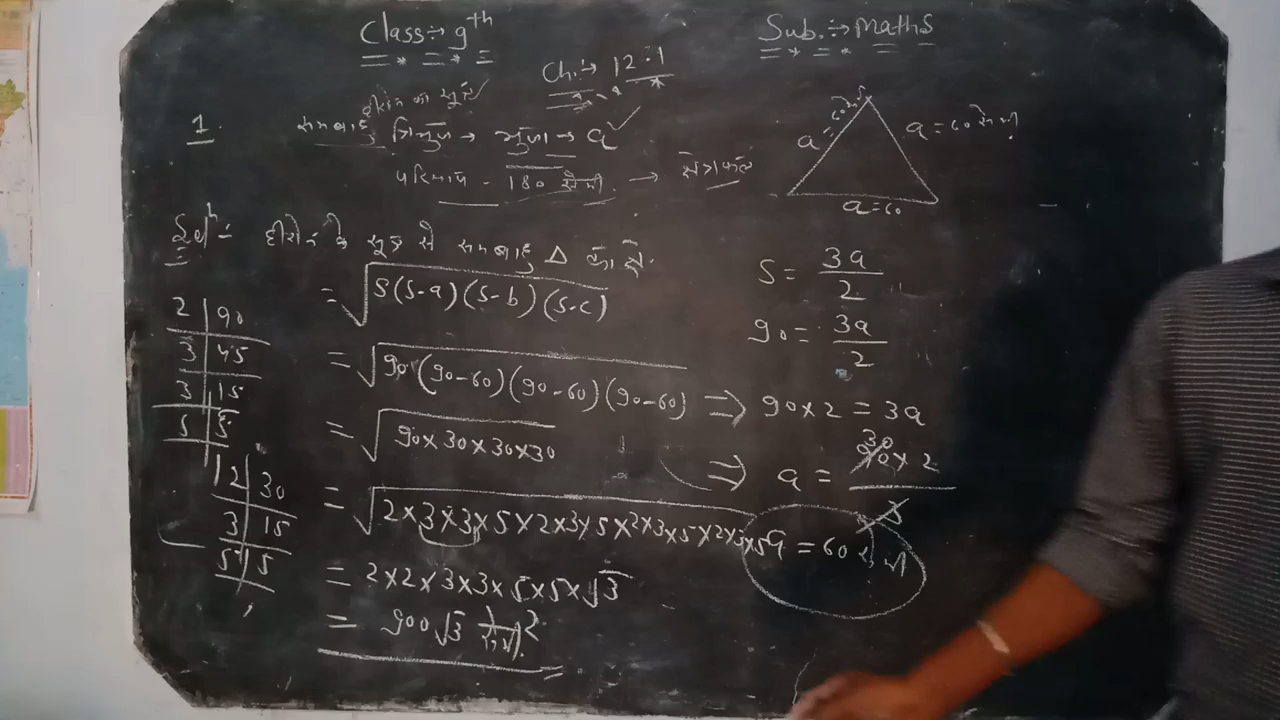 Class÷ 9th
Sub.÷ Maths
Ch.→ 12.1
हीरोन का सूत्र
1. समबाहु त्रिभुज → भुजा → a
परिमाप - 180 सेमी → क्षेत्रफल
a = 60 सेमी
a = 60 सेमी
a = 60
Solⁿ:- हीरोन के सूत्र से समबाहु Δ का क्षे.
= √s(s-a)(s-b)(s-c)
= √90(90-60)(90-60)(90-60)
= √90×30×30×30
= √2×3×3×5×2×3×5×2×3×5×2×3×5
= 2×2×3×3×5×5×√3
= 900√3 सेमी²
2 | 90
3 | 45
3 | 15
5 | 5
2 | 30
3 | 15
5 | 5
S = 3a/2
90 = 3a/2
⇒ 90×2 = 3a
⇒ a = 90×2/3
30
a = 60 सेमी